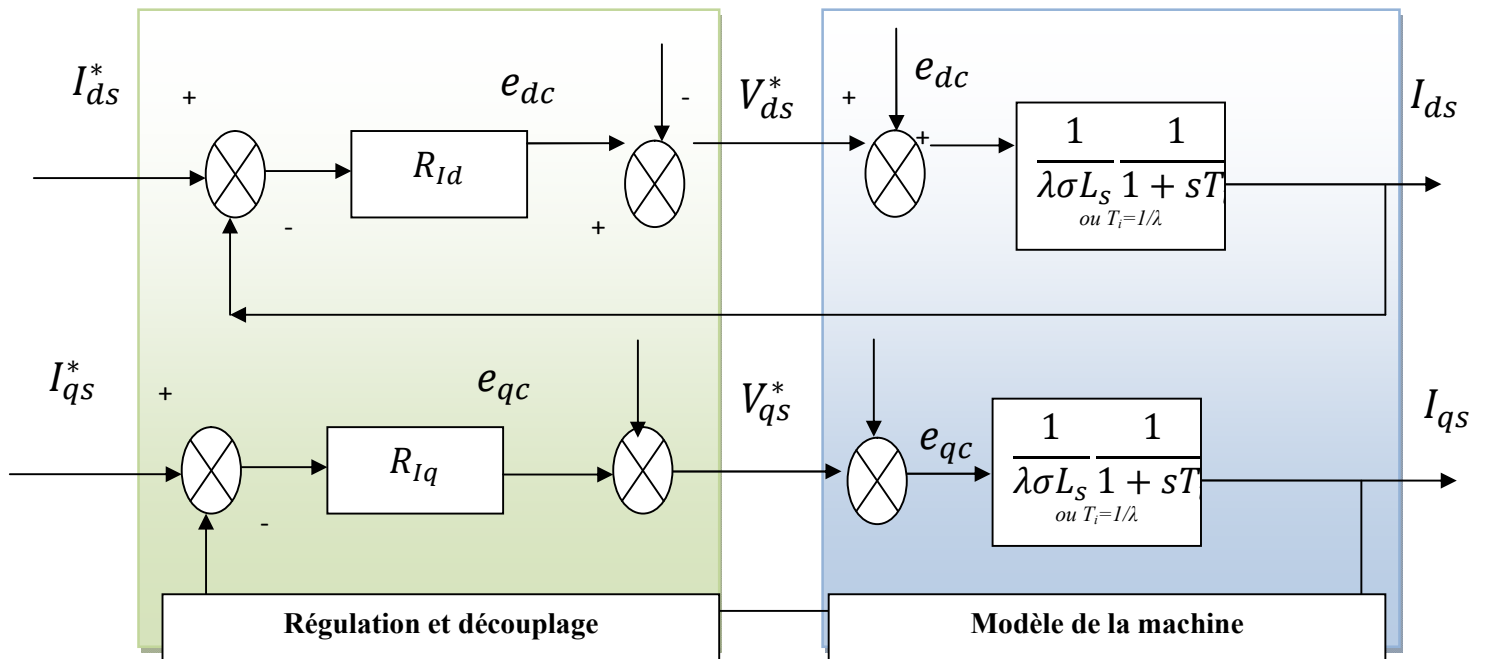 I*ds
+
-
R_Id
e_dc
-
+
V*ds
+
e_dc
+
1/(λσL_s) 1/(1 + sT
ou T_i=1/λ
I_ds
I*qs
+
-
R_Iq
e_qc
V*qs
e_qc
1/(λσL_s) 1/(1 + sT
ou T_i=1/λ
I_qs
Régulation et découplage
Modèle de la machine